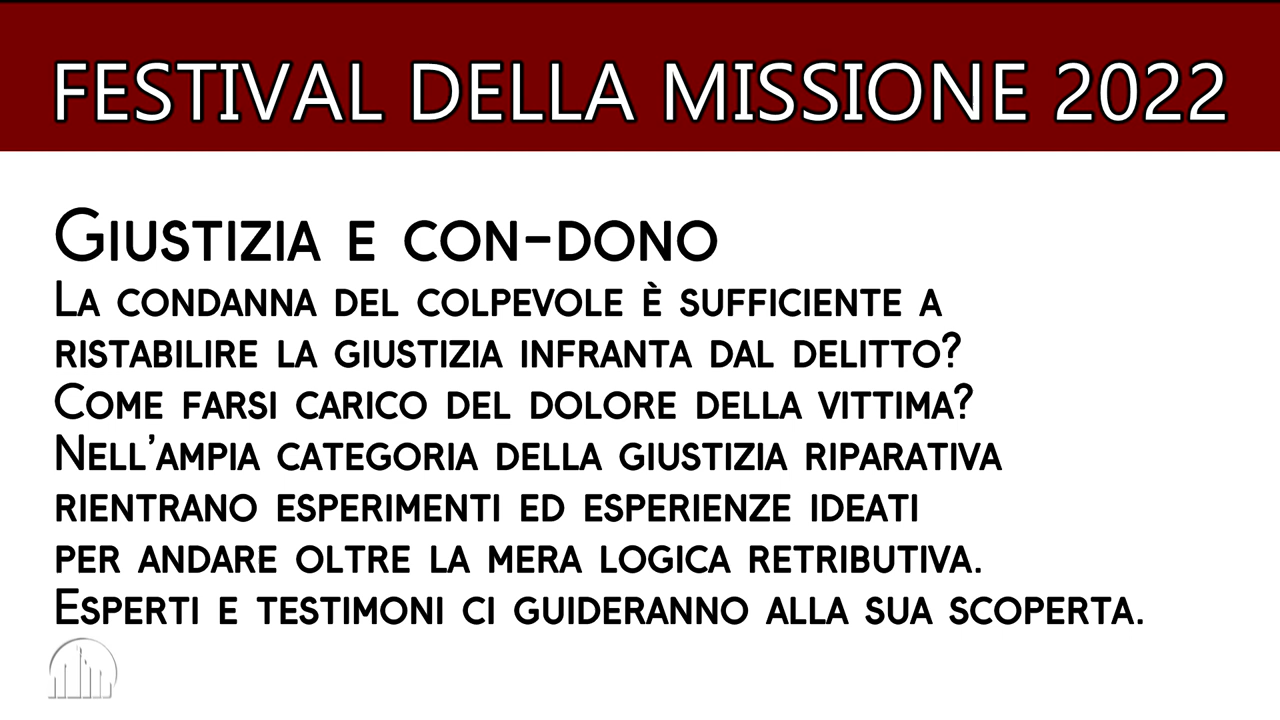 FESTIVAL DELLA MISSIONE 2022
GIUSTIZIA E CON-DONO
LA CONDANNA DEL COLPEVOLE È SUFFICIENTE A
RISTABILIRE LA GIUSTIZIA INFRANTA DAL DELITTO?
COME FARSI CARICO DEL DOLORE DELLA VITTIMA?
NELL'AMPIA CATEGORIA DELLA GIUSTIZIA RIPARATIVA
RIENTRANO ESPERIMENTI ED ESPERIENZE IDEATI
PER ANDARE OLTRE LA MERA LOGICA RETRIBUTIVA.
ESPERTI E TESTIMONI CI GUIDERANNO ALLA SUA SCOPERTA.